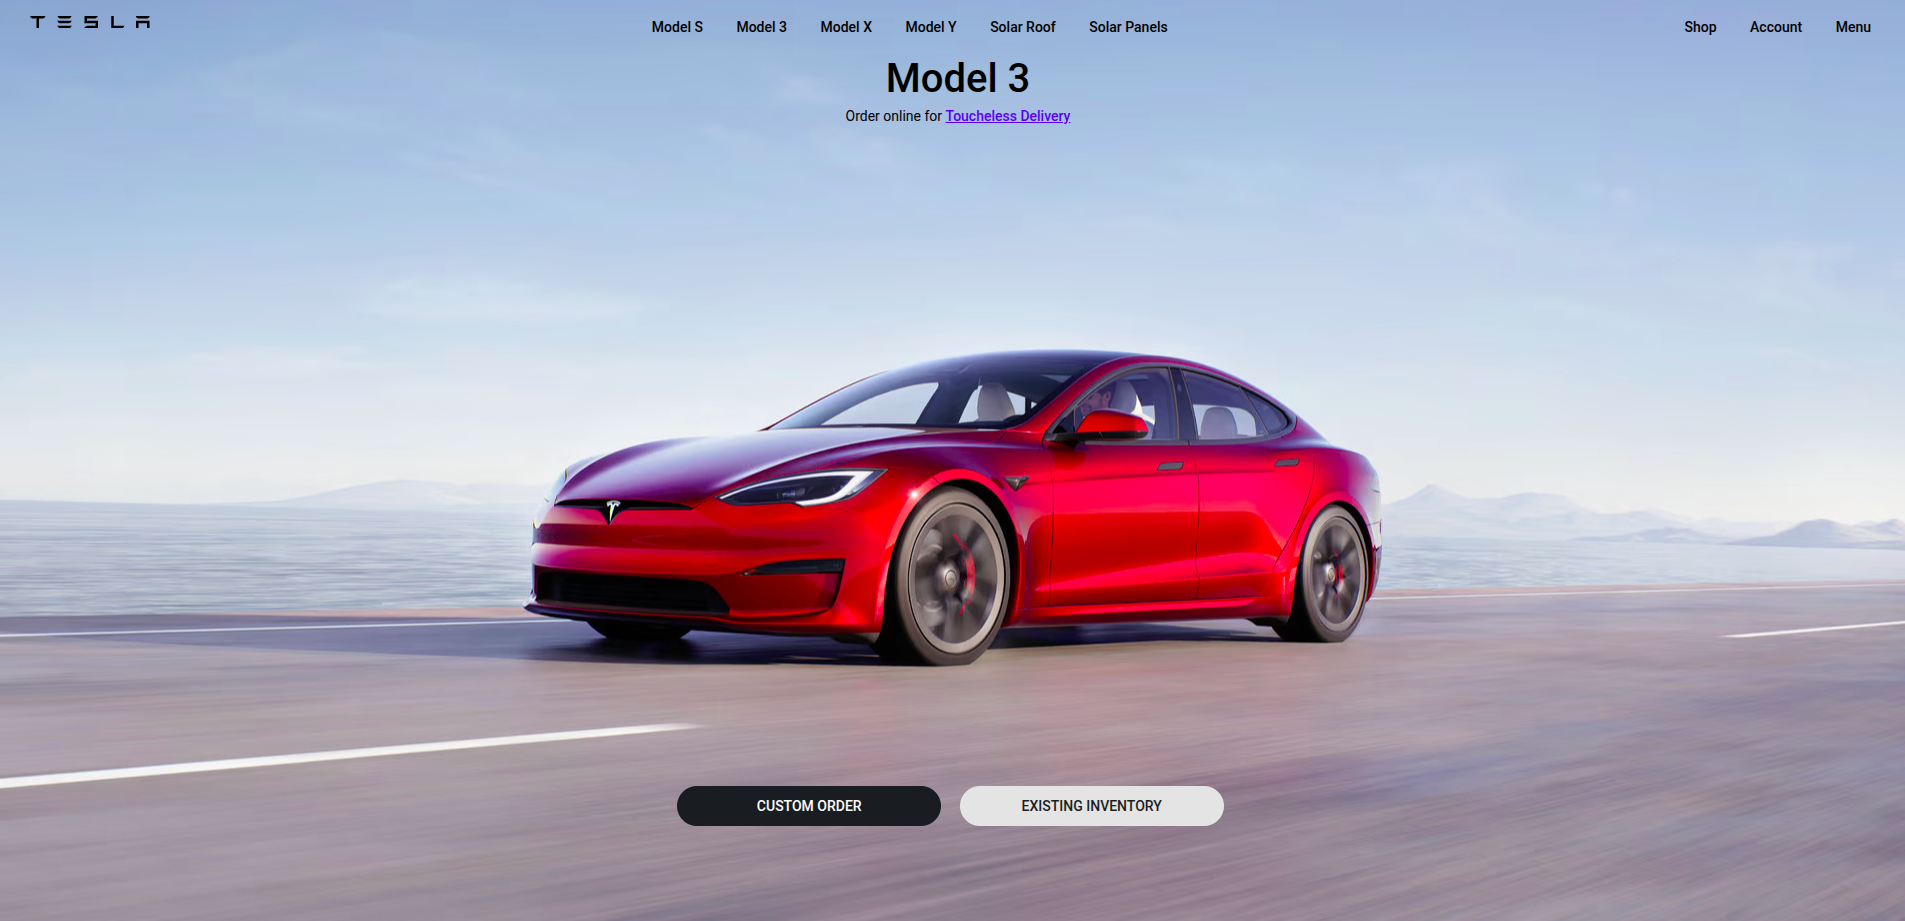 TESLA
Model S Model 3 Model X Model Y Solar Roof Solar Panels
Shop Account Menu
Model 3
Order online for Toucheless Delivery
CUSTOM ORDER EXISTING INVENTORY